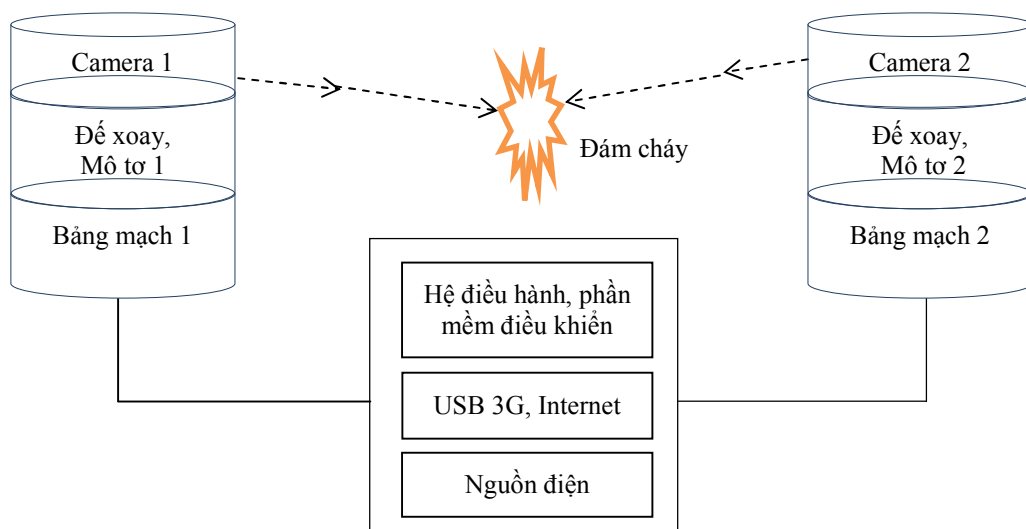 Camera 1
Đế xoay,
Mô tơ 1
Bảng mạch 1
Đám cháy
Camera 2
Đế xoay,
Mô tơ 2
Bảng mạch 2
Hệ điều hành, phần
mềm điều khiển
USB 3G, Internet
Nguồn điện